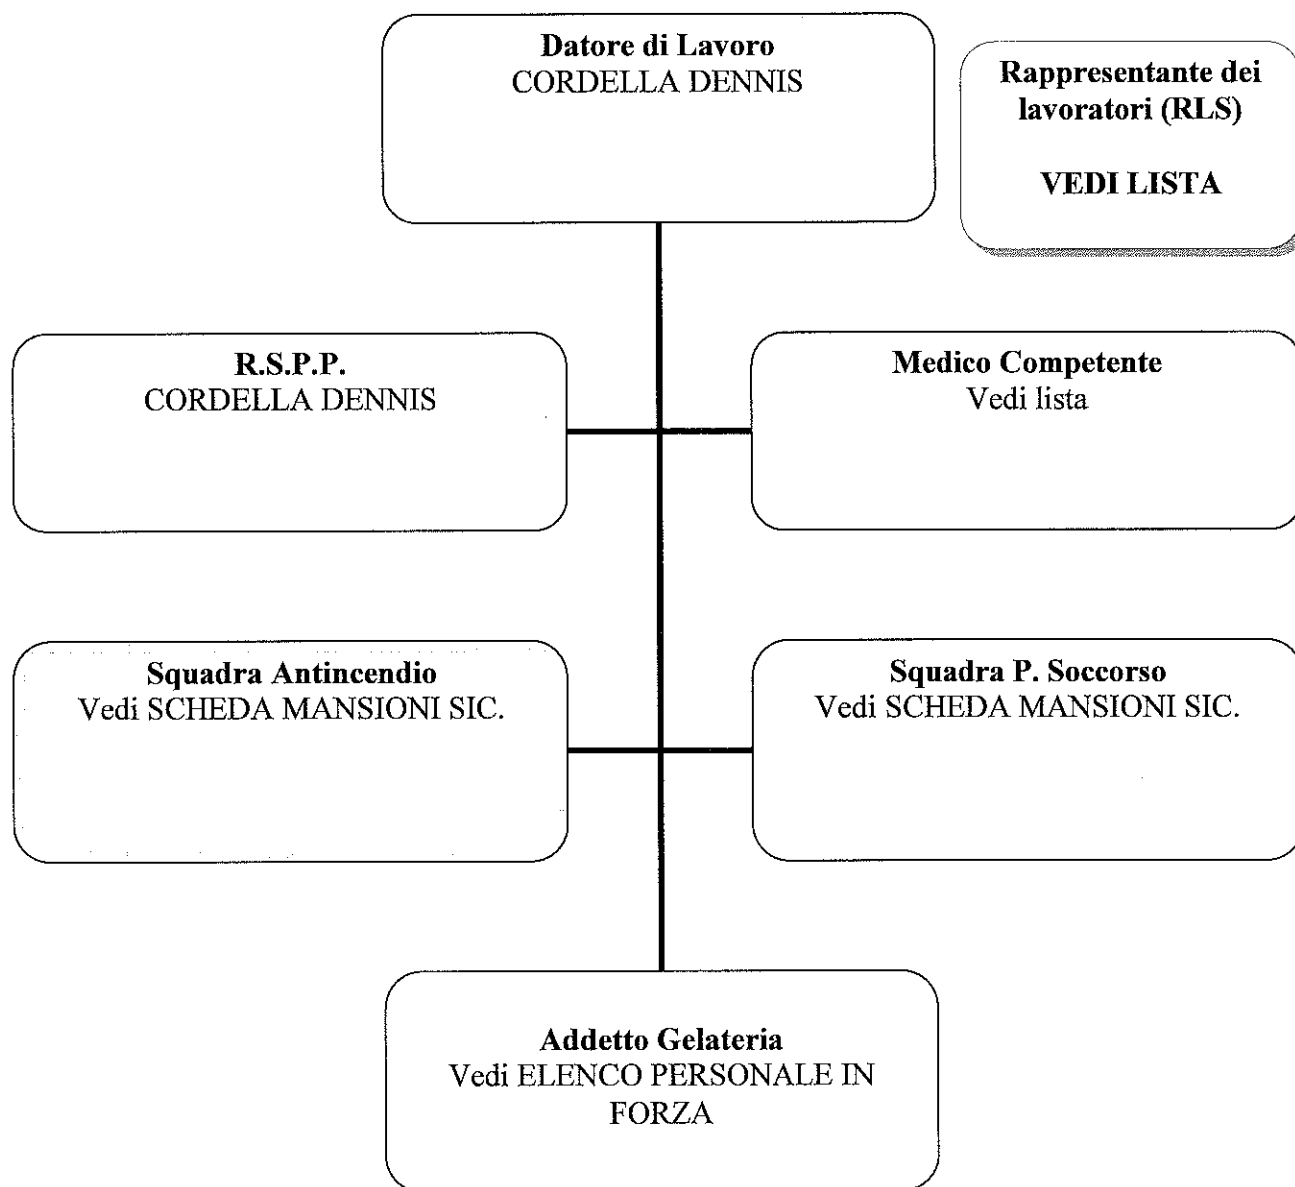 Datore di Lavoro
CORDELLA DENNIS
Rappresentante dei
lavoratori (RLS)
VEDI LISTA
R.S.P.P.
CORDELLA DENNIS
Medico Competente
Vedi lista
Squadra Antincendio
Vedi SCHEDA MANSIONI SIC.
Squadra P. Soccorso
Vedi SCHEDA MANSIONI SIC.
Addetto Gelateria
Vedi ELENCO PERSONALE IN
FORZA